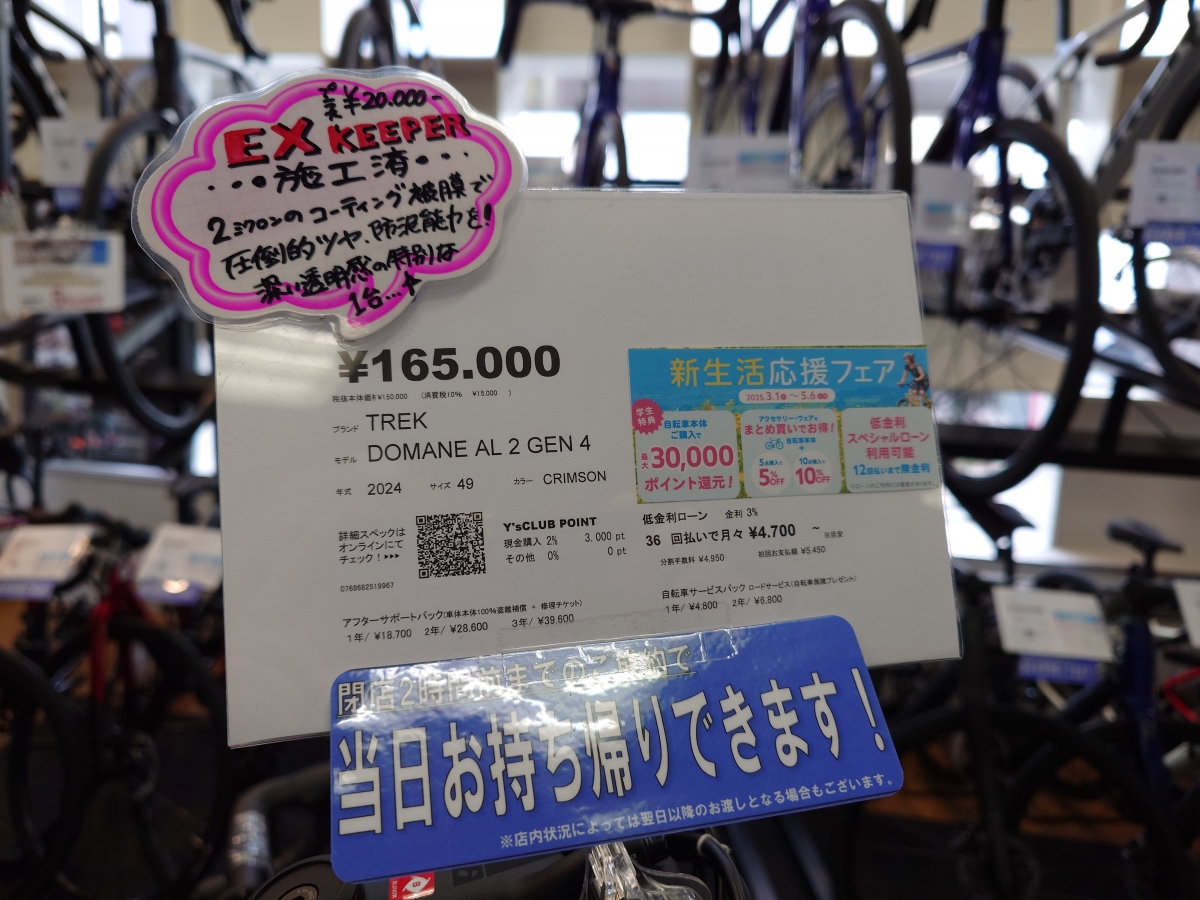 ¥20.000-
EX KEEPER
・・・施工済・・・
2ミクロンのコーティング被膜で
圧倒的ツヤ、防汚能力を!
深い透明感の特別な
1台...★
¥165.000
税抜本体価格 ¥150,000 (消費税10% ¥15,000 )
ブランド TREK
モデル DOMANE AL 2 GEN 4
年式 2024 サイズ 49 カラー CRIMSON
詳細スペックは
オンラインにて
チェック！▶▶▶
Y'sCLUB POINT
現金購入 2% 3.000 pt
その他 0% 0 pt
0768682519967
低金利ローン 金利 3%
36 回払いで月々 ¥4.700 ~
分割手数料 ¥4.950 初回お支払額 ¥5.450
アフターサポートパック(車体本体100%盗難補償 + 修理チケット)
1年/ ¥18.700 2年/ ¥28.600 3年/ ¥39.600
自転車サービスパック ロードサービス(自転車保険プレゼント)
1年/ ¥4.800 2年/ ¥6.800
新生活応援フェア
2025. 3.1 ～ 5.6
学生
特典
自転車本体
ご購入で
最大 30,000
ポイント還元！
アクセサリー・ウェアも
まとめ買いでお得！
自転車本体
+
5点購入で 5%OFF
10点購入で 10%OFF
低金利
スペシャルローン
利用可能
12回払いまで無金利
閉店2時間前までのご予約で
当日お持ち帰りできます！
※店内状況によっては翌日以降のお渡しとなる場合もございます。